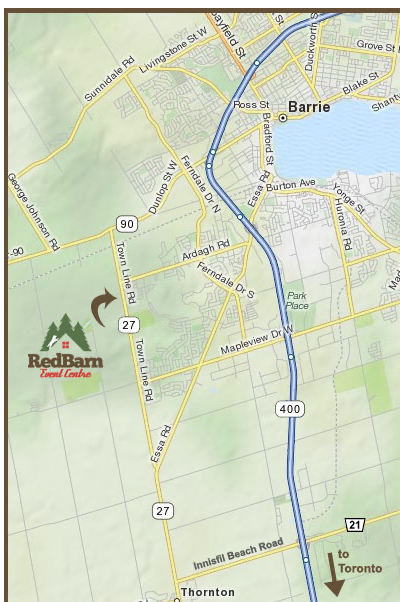 Bayfield St
Duckworth S
Grove St E
Livingstone St W
Sunnidale Rd
Blake St
Ross St
Shanty
Barrie
Bradford St
Ferndale Dr N
Dunlop St W
Essa Rd
Burton Ave
George Johnson Rd
Yonge St
Huronia Rd
90
-90
Town Line Rd
Ardagh Rd
Ferndale Dr S
Park
Place
27
Mapleview Dr W
RedBarn
Event Centre
Town Line Rd
400
Essa Rd
27
21
Innisfil Beach Road
to
Toronto
Thornton